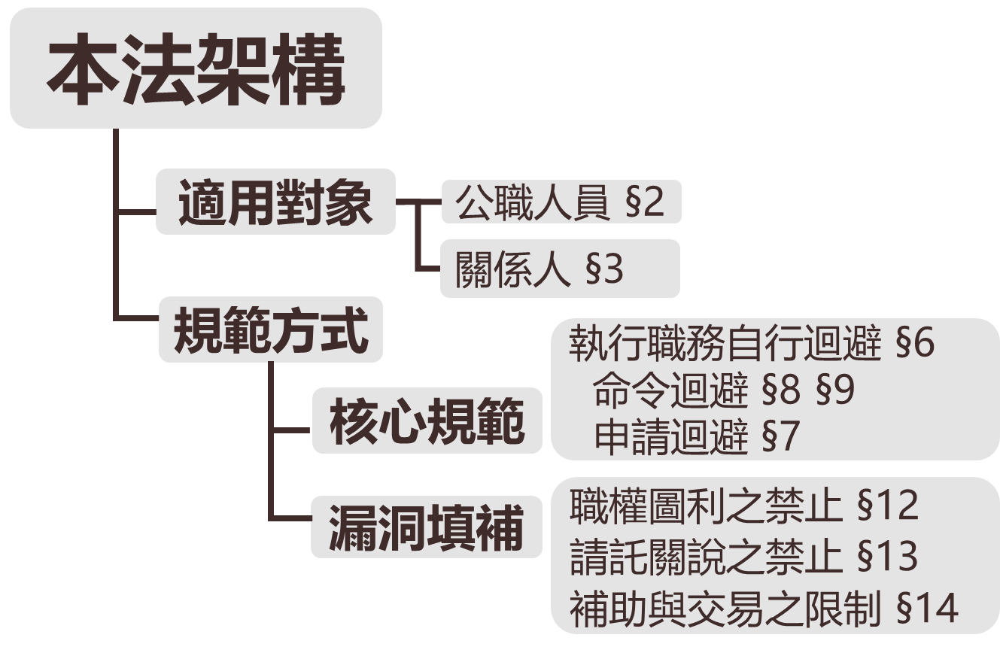 本法架構
適用對象
公職人員 §2
關係人 §3
規範方式
核心規範
執行職務自行迴避 §6
命令迴避 §8 §9
申請迴避 §7
漏洞填補
職權圖利之禁止 §12
請託關說之禁止 §13
補助與交易之限制 §14